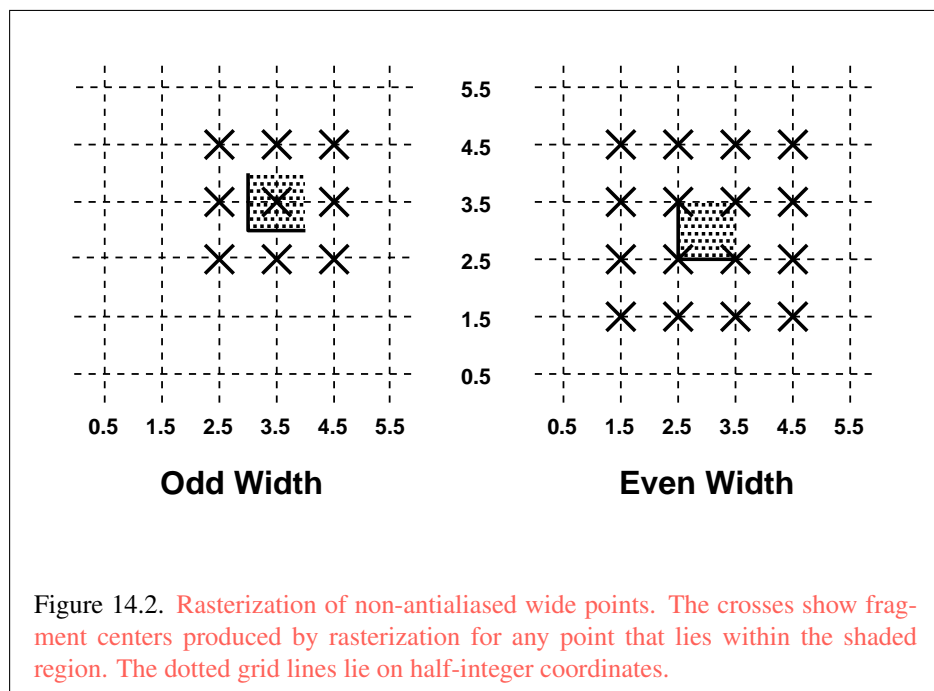 5.5
4.5
3.5
2.5
1.5
0.5
0.5 1.5 2.5 3.5 4.5 5.5 0.5 1.5 2.5 3.5 4.5 5.5
Odd Width Even Width
Figure 14.2. Rasterization of non-antialiased wide points. The crosses show frag-
ment centers produced by rasterization for any point that lies within the shaded
region. The dotted grid lines lie on half-integer coordinates.